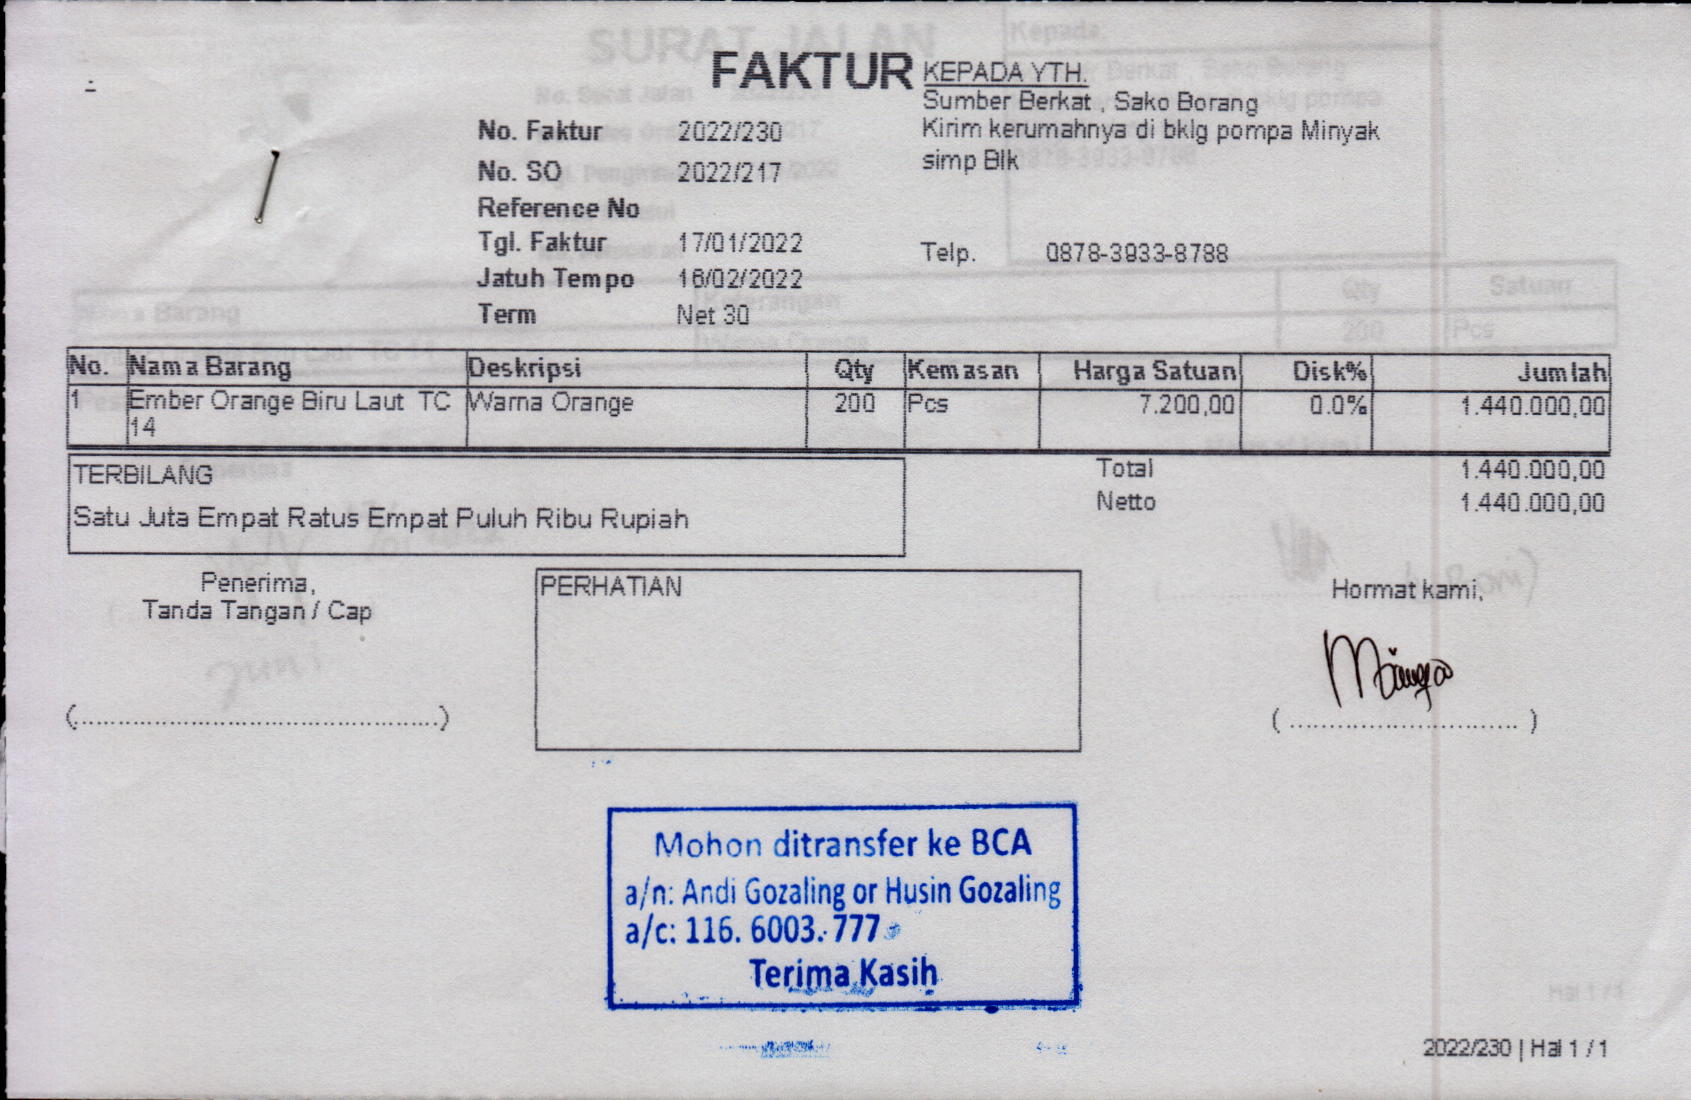 FAKTUR
KEPADA YTH.
Sumber Berkat , Sako Borang
Kirim kerumahnya di bklg pompa Minyak
simp Blk
Telp. 0878-3933-8788
No. Faktur 2022/230
No. SO 2022/217
Reference No
Tgl. Faktur 17/01/2022
Jatuh Tempo 16/02/2022
Term Net 30
No. Nama Barang Deskripsi Qty Kemasan Harga Satuan Disk% Jumlah
1 Ember Orange Biru Laut TC Warna Orange 200 Pcs 7.200,00 0.0% 1.440.000,00
14
TERBILANG
Satu Juta Empat Ratus Empat Puluh Ribu Rupiah
Total 1.440.000,00
Netto 1.440.000,00
Penerima,
Tanda Tangan / Cap
(................................................)
PERHATIAN
Hormat kami,
( ............................... )
Mohon ditransfer ke BCA
a/n: Andi Gozaling or Husin Gozaling
a/c: 116. 6003. 777
Terima Kasih
2022/230 | Hal 1 / 1